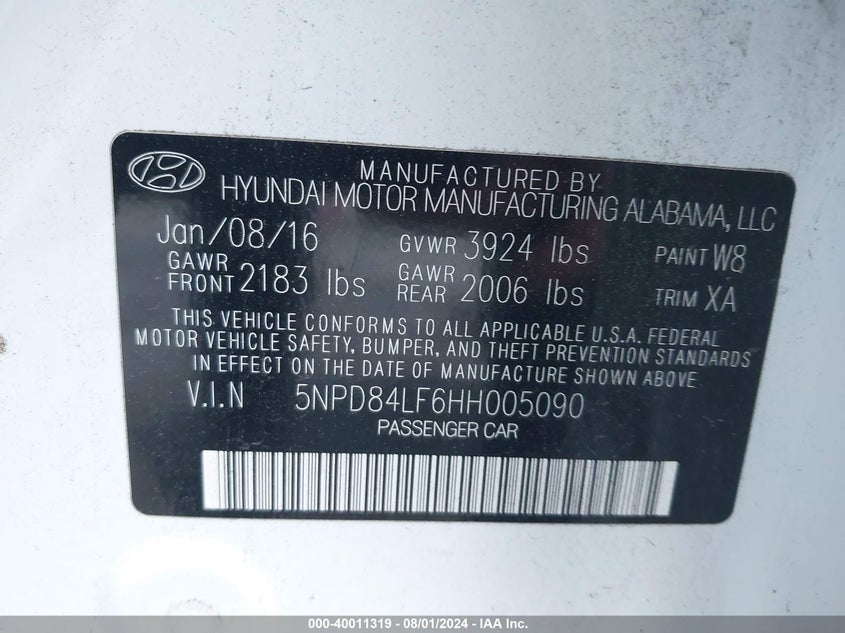 MANUFACTURED BY
HYUNDAI MOTOR MANUFACTURING ALABAMA, LLC
Jan/08/16 GVWR 3924 lbs PAINT W8
GAWR FRONT 2183 lbs GAWR REAR 2006 lbs TRIM XA
THIS VEHICLE CONFORMS TO ALL APPLICABLE U.S.A. FEDERAL
MOTOR VEHICLE SAFETY, BUMPER, AND THEFT PREVENTION STANDARDS
IN EFFECT ON THE DATE OF MANUFACTURE SHOWN ABOVE.
V.I.N 5NPD84LF6HH005090
PASSENGER CAR
000-40011319 - 08/01/2024 - IAA Inc.